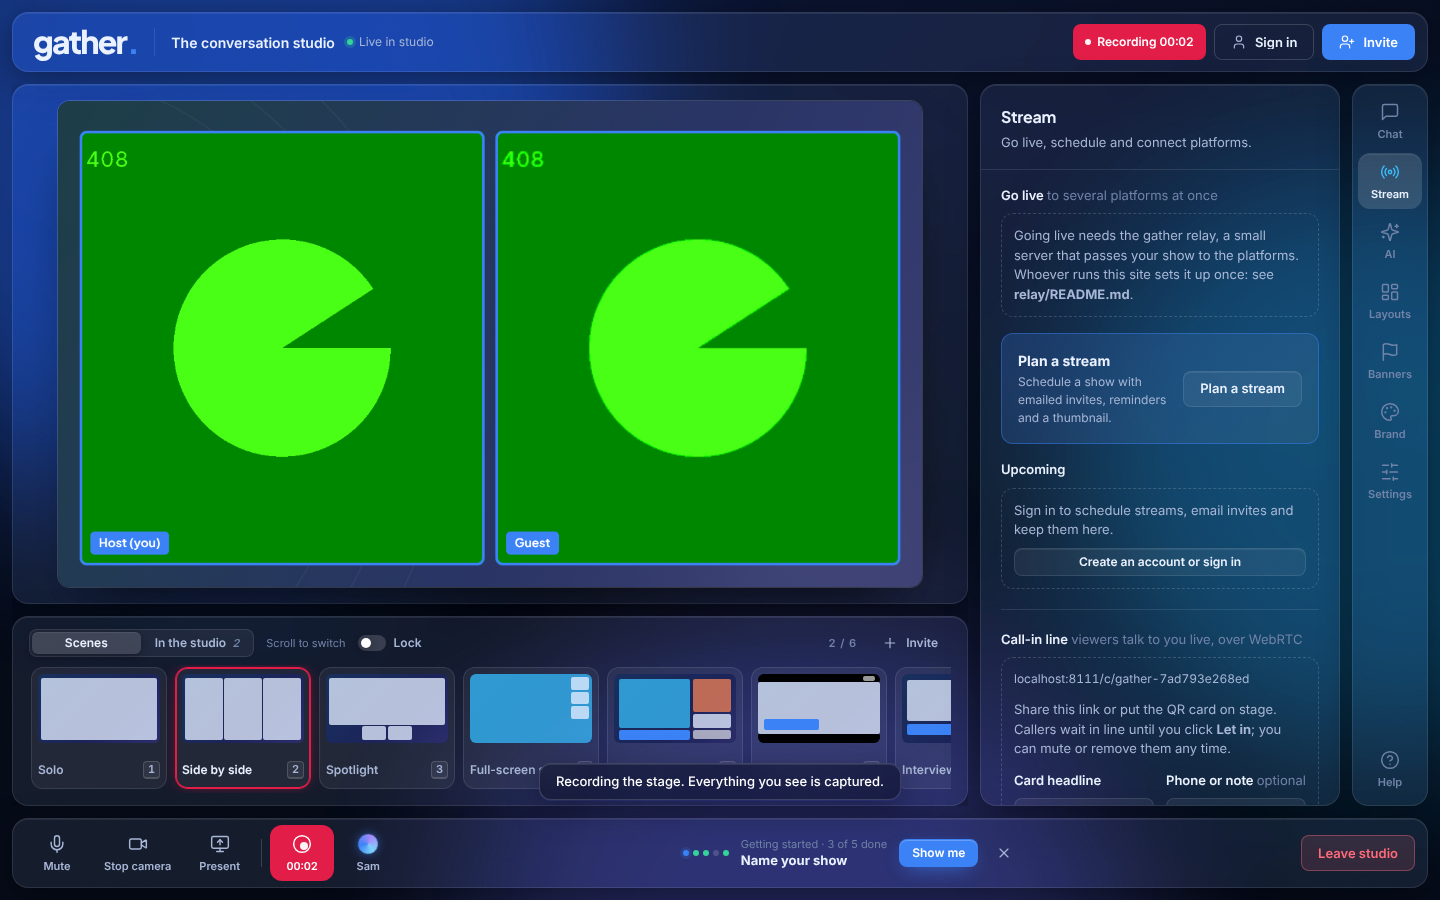 gather.
The conversation studio
Live in studio
Recording 00:02
Sign in
Invite
408
408
Host (you)
Guest
Scenes
In the studio 2
Scroll to switch
Lock
2 / 6
Invite
Solo
1
Side by side
2
Spotlight
3
Full-screen
Interview
Recording the stage. Everything you see is captured.
Stream
Go live, schedule and connect platforms.
Go live to several platforms at once
Going live needs the gather relay, a small
server that passes your show to the platforms.
Whoever runs this site sets it up once: see
relay/README.md.
Plan a stream
Schedule a show with
emailed invites, reminders
and a thumbnail.
Plan a stream
Upcoming
Sign in to schedule streams, email invites and
keep them here.
Create an account or sign in
Call-in line viewers talk to you live, over WebRTC
localhost:8111/c/gather-7ad793e268ed
Share this link or put the QR card on stage.
Callers wait in line until you click Let in; you
can mute or remove them any time.
Card headline
Phone or note optional
Chat
Stream
AI
Layouts
Banners
Brand
Settings
Help
Mute
Stop camera
Present
00:02
Sam
Getting started · 3 of 5 done
Name your show
Show me
Leave studio